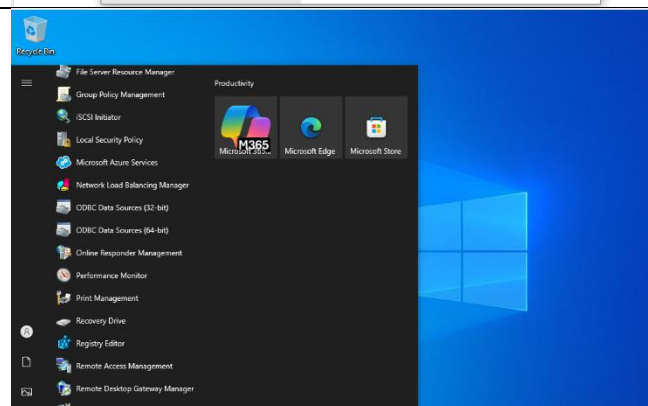 Recycle Bin
File Server Resource Manager
Group Policy Management
iSCSI Initiator
Local Security Policy
Microsoft Azure Services
Network Load Balancing Manager
ODBC Data Sources (32-bit)
ODBC Data Sources (64-bit)
Online Responder Management
Performance Monitor
Print Management
Recovery Drive
Registry Editor
Remote Access Management
Remote Desktop Gateway Manager
Productivity
M365
Microsoft 365...
Microsoft Edge
Microsoft Store